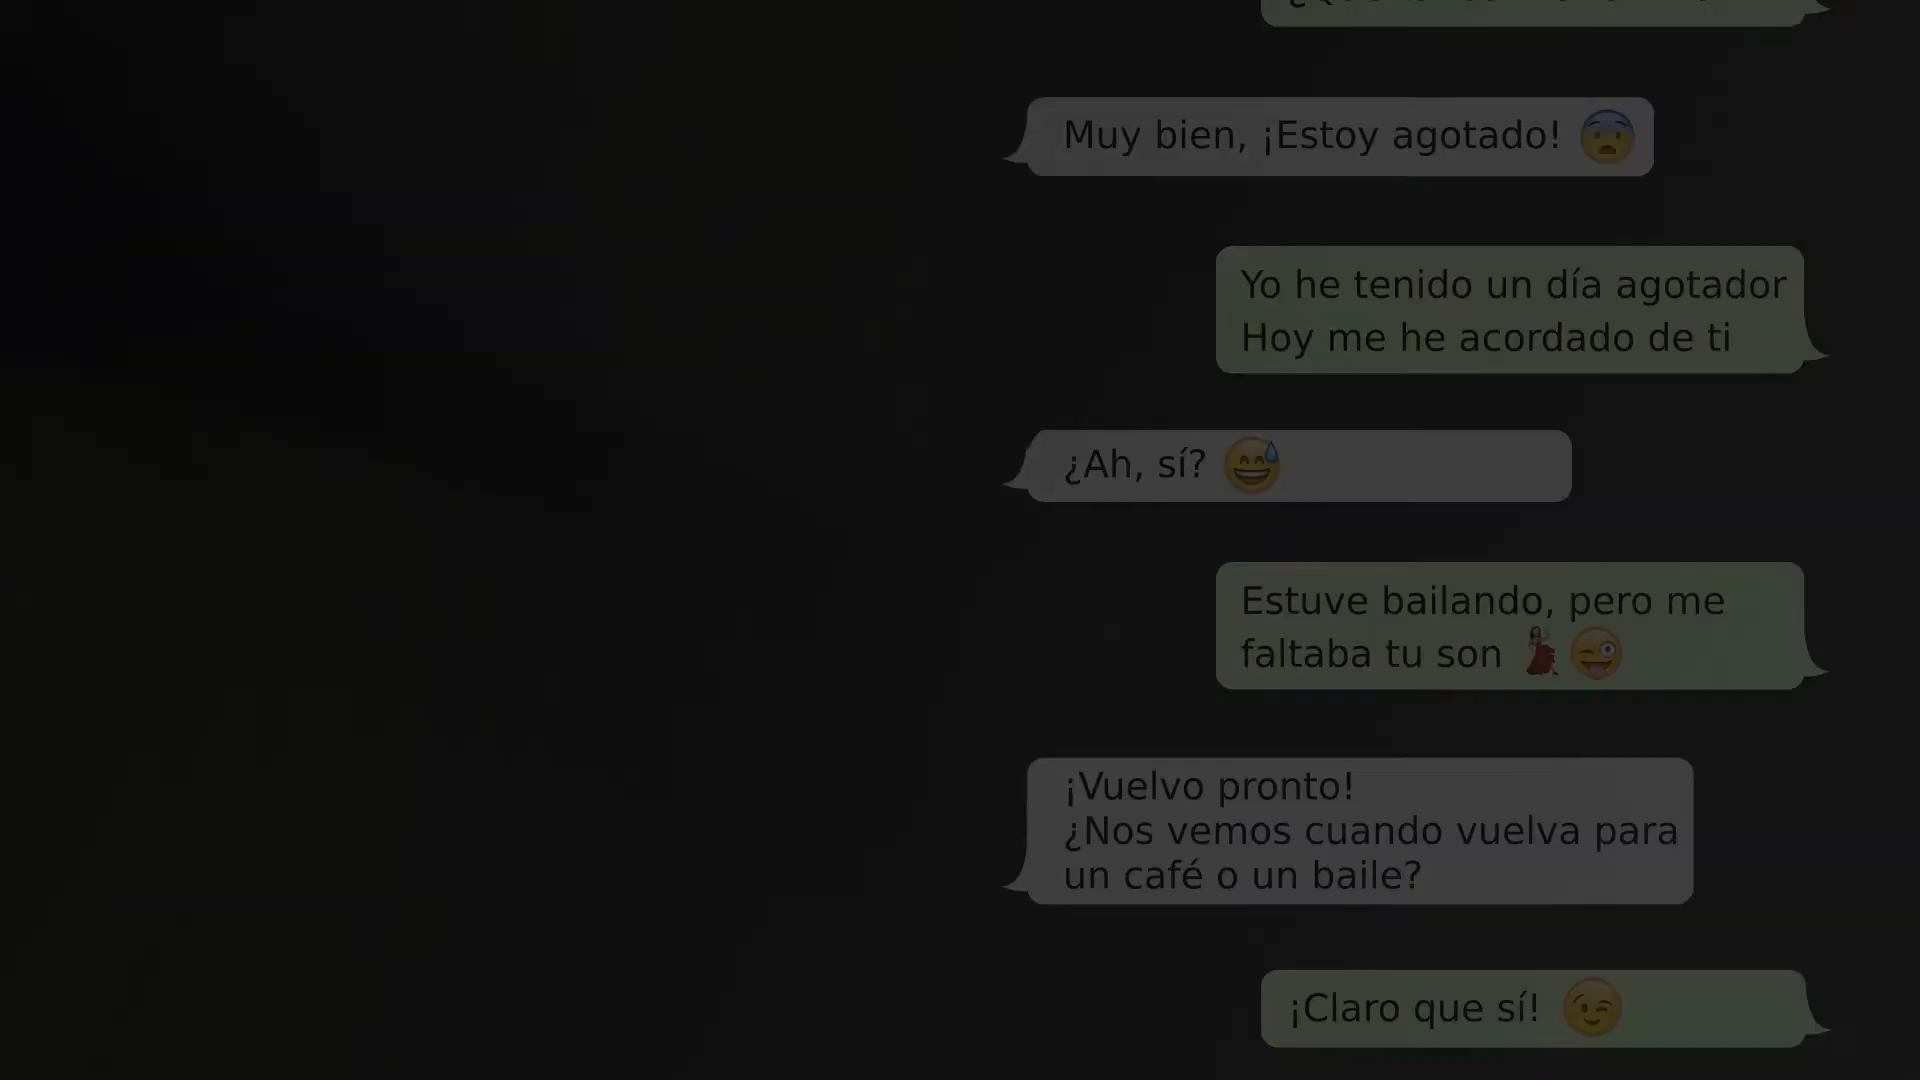 Muy bien, ¡Estoy agotado! 😨
Yo he tenido un día agotador
Hoy me he acordado de ti
¿Ah, sí? 😅
Estuve bailando, pero me
faltaba tu son 💃😜
¡Vuelvo pronto!
¿Nos vemos cuando vuelva para
un café o un baile?
¡Claro que sí! 😉